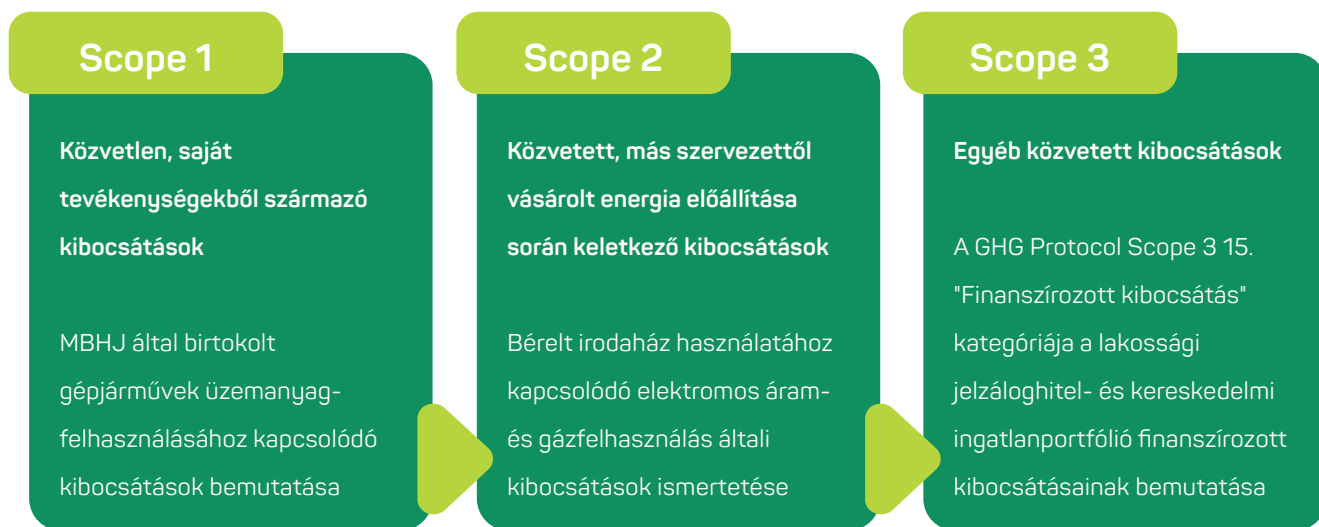 Scope 1
Közvetlen, saját
tevékenységekből származó
kibocsátások
MBHJ által birtokolt
gépjárművek üzemanyag-
felhasználásához kapcsolódó
kibocsátások bemutatása
Scope 2
Közvetett, más szervezettől
vásárolt energia előállítása
során keletkező kibocsátások
Bérelt irodaház használatához
kapcsolódó elektromos áram-
és gázfelhasználás általi
kibocsátások ismertetése
Scope 3
Egyéb közvetett kibocsátások
A GHG Protocol Scope 3 15.
"Finanszírozott kibocsátás"
kategóriája a lakossági
jelzáloghitel- és kereskedelmi
ingatlanportfólió finanszírozott
kibocsátásainak bemutatása